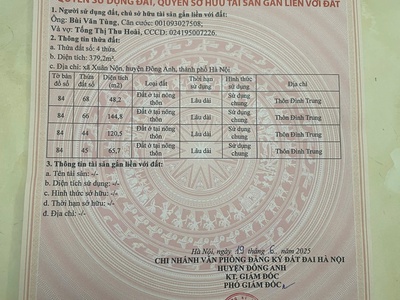 QUYỀN SỬ DỤNG ĐẤT, QUYỀN SỞ HỮU TÀI SẢN GẮN LIỀN VỚI ĐẤT
1. Người sử dụng đất, chủ sở hữu tài sản gắn liền với đất:
Ông: Bùi Văn Tùng, Căn cước: 001093027508;
Và vợ: Tống Thị Thu Hoài, CCCD: 024195007226
2. Thông tin thửa đất:
a. Thửa đất số: 4 thửa.
b. Diện tích: 379,2m².
c. Địa chỉ: xã Xuân Nộn, huyện Đông Anh, thành phố Hà Nội
Tờ bản đồ số Thửa đất số Diện tích (m2) Loại đất Thời hạn sử dụng Hình thức sử dụng Địa chỉ
84 68 48,2 Đất ở tại nông thôn Lâu dài Sử dụng chung Thôn Đình Trung
84 66 144,8 Đất ở tại nông thôn Lâu dài Sử dụng chung Thôn Đình Trung
84 44 120,5 Đất ở tại nông thôn Lâu dài Sử dụng chung Thôn Đình Trung
84 45 65,7 Đất ở tại nông thôn Lâu dài Sử dụng chung Thôn Đình Trung
3. Thông tin tài sản gắn liền với đất:
a. Tên tài sản: -/-
b. Diện tích sử dụng: -/-
c. Hình thức sở hữu: -/-
d. Thời hạn sở hữu: -/-
đ. Địa chỉ: -/-
Hà Nội, ngày 19 tháng 6 năm 2025
CHI NHÁNH VĂN PHÒNG ĐĂNG KÝ ĐẤT ĐAI HÀ NỘI
HUYỆN ĐÔNG ANH
KT. GIÁM ĐỐC
PHÓ GIÁM ĐỐC